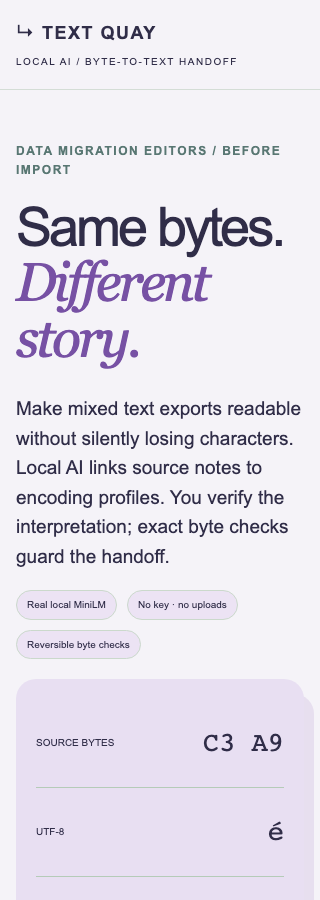 ↳ TEXT QUAY
LOCAL AI / BYTE-TO-TEXT HANDOFF
DATA MIGRATION EDITORS / BEFORE
IMPORT
Same bytes.
Different
story.
Make mixed text exports readable
without silently losing characters.
Local AI links source notes to
encoding profiles. You verify the
interpretation; exact byte checks
guard the handoff.
Real local MiniLM
No key · no uploads
Reversible byte checks
SOURCE BYTES C3 A9
UTF-8 é